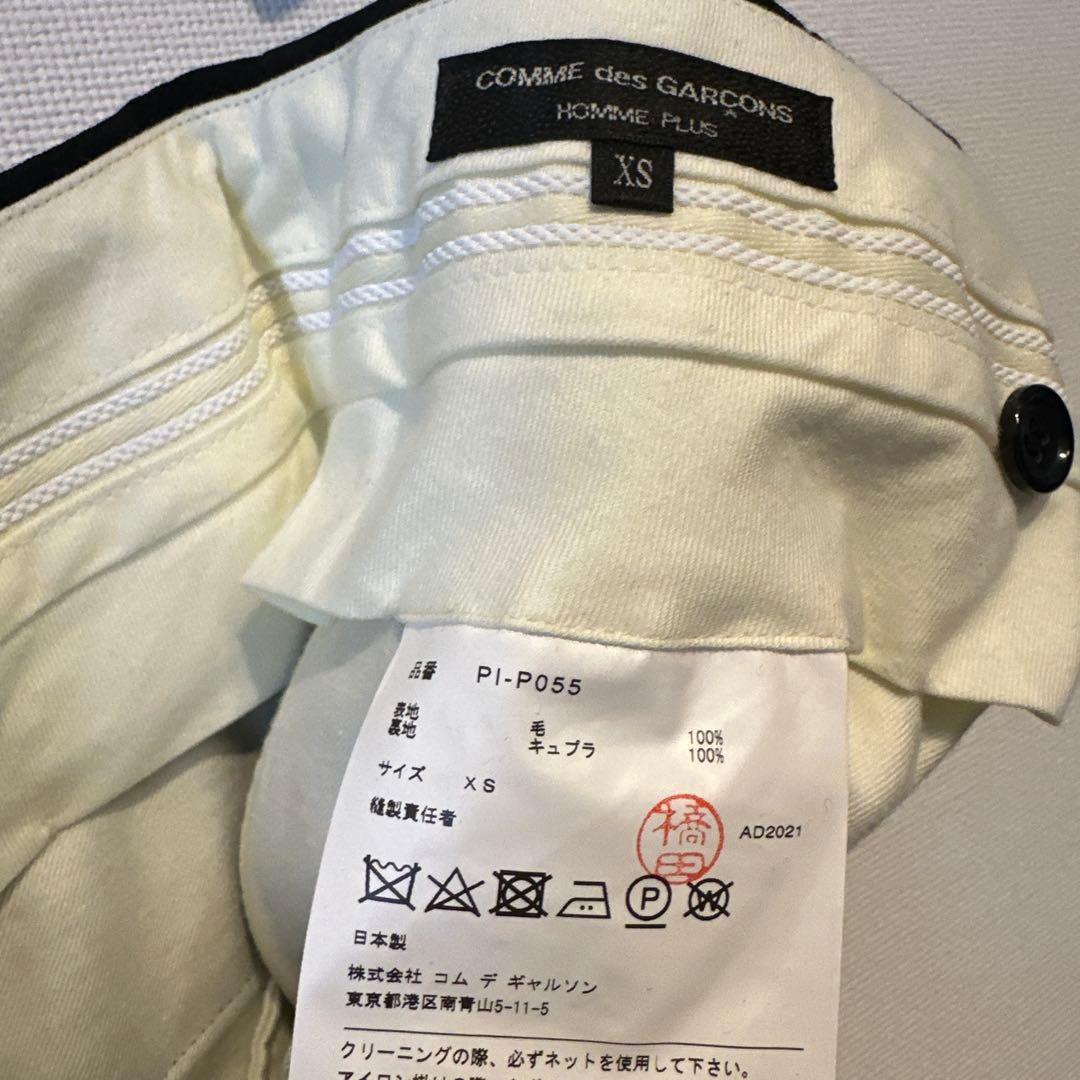 COMME des GARÇONS
HOMME PLUS
XS
品番 PI-P055
表地 毛 100%
裏地 キュプラ 100%
サイズ XS
縫製責任者
AD2021
P W
日本製
株式会社 コム デ ギャルソン
東京都港区南青山5-11-5
クリーニングの際、必ずネットを使用して下さい。